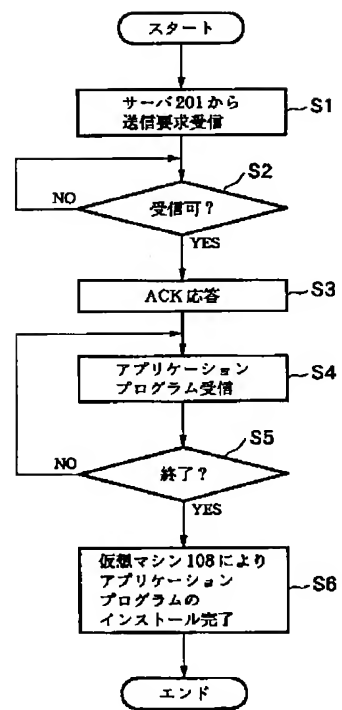 スタート
サーバ201から
送信要求受信
S1
S2
受信可?
NO
YES
ACK応答
S3
アプリケーション
プログラム受信
S4
S5
終了?
NO
YES
仮想マシン108により
アプリケーション
プログラムの
インストール完了
S6
エンド